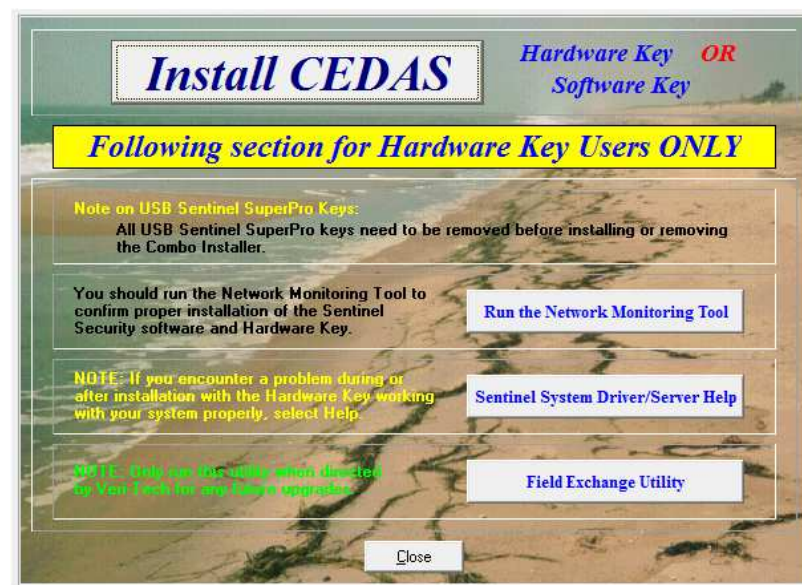 Install CEDAS
Hardware Key OR
Software Key
Following section for Hardware Key Users ONLY
Note on USB Sentinel SuperPro Keys:
All USB Sentinel SuperPro keys need to be removed before installing or removing
the Combo Installer.
You should run the Network Monitoring Tool to
confirm proper installation of the Sentinel
Security software and Hardware Key.
Run the Network Monitoring Tool
NOTE: If you encounter a problem during or
after installation with the Hardware Key working
with your system properly, select Help.
Sentinel System Driver/Server Help
NOTE: Only run this utility when directed
by Veri-Tech for any future upgrades.
Field Exchange Utility
Close